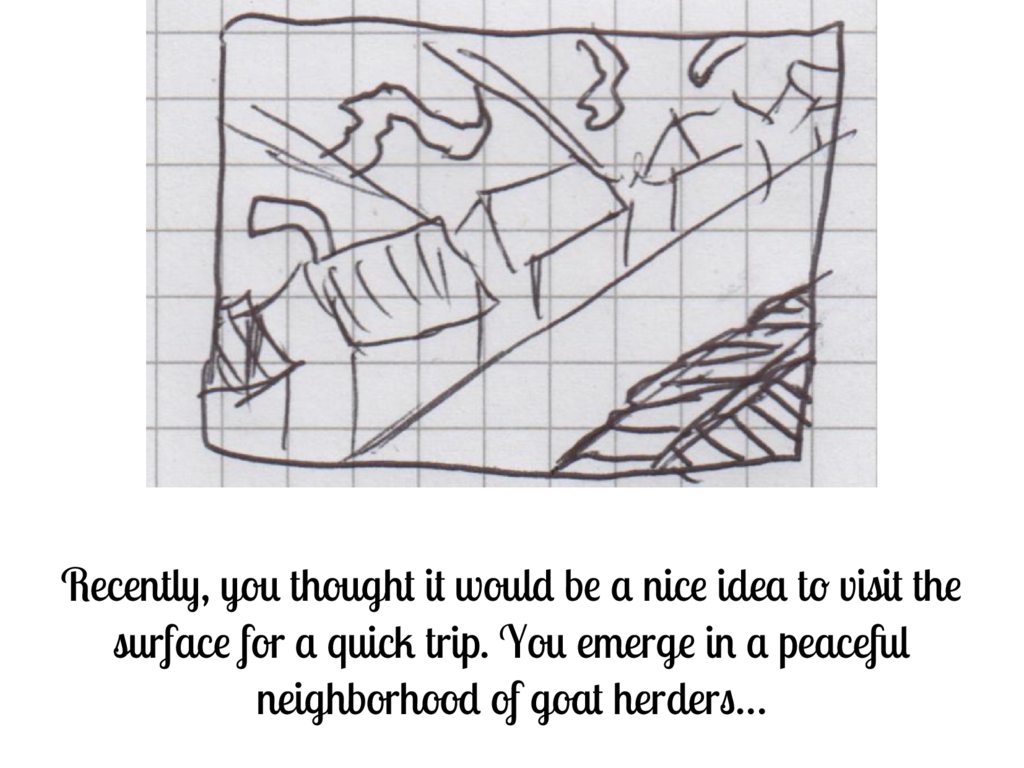 Recently, you thought it would be a nice idea to visit the
surface for a quick trip. You emerge in a peaceful
neighborhood of goat herders...